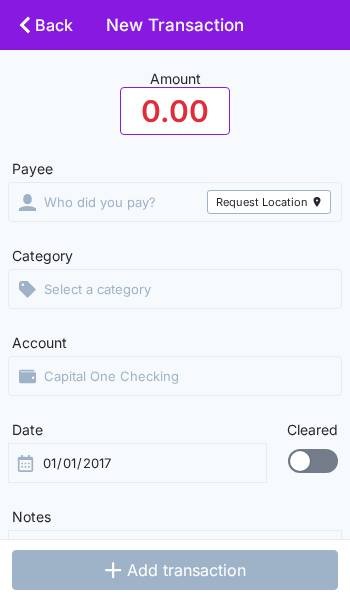 Back
New Transaction
Amount
0.00
Payee
Who did you pay?
Request Location
Category
Select a category
Account
Capital One Checking
Date
Cleared
01/01/2017
Notes
Add transaction